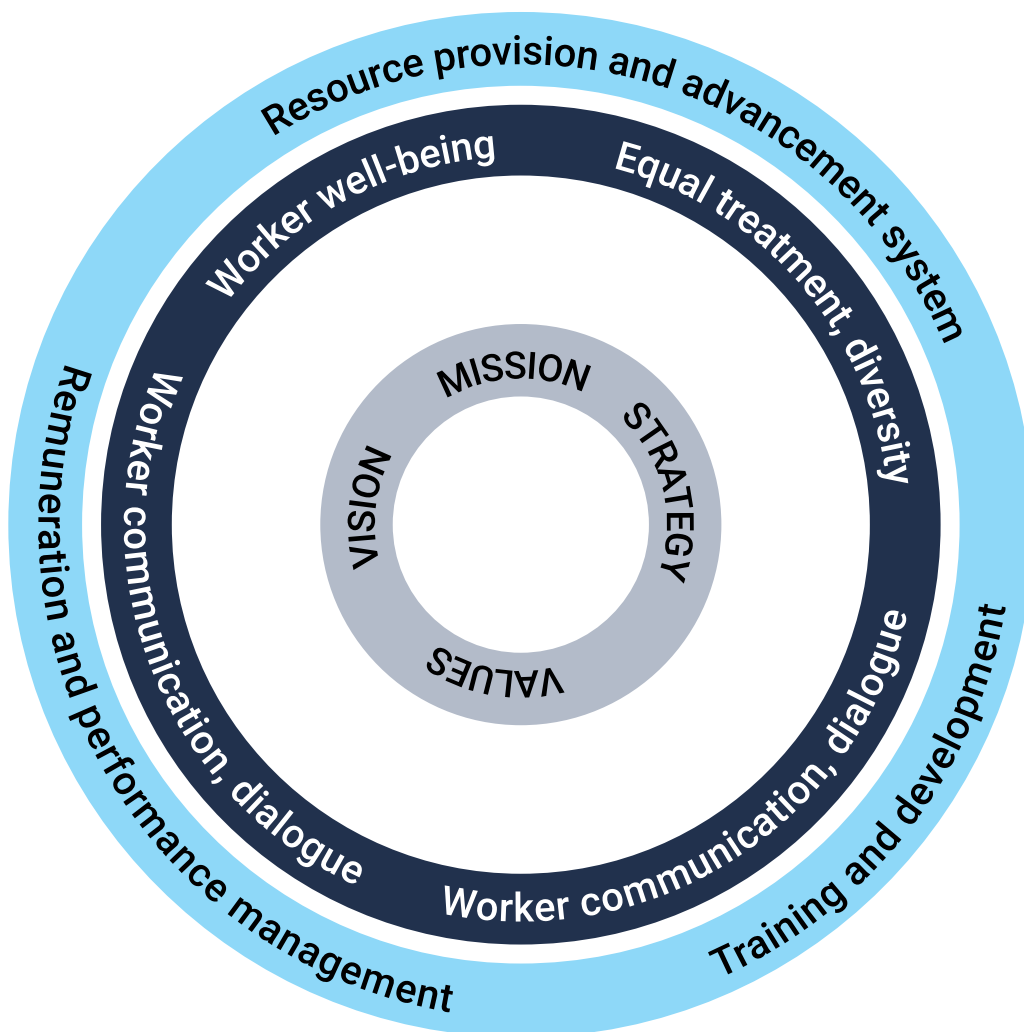 Resource provision and advancement system
Worker well-being
Equal treatment, diversity
MISSION
STRATEGY
VISION
VALUES
Remuneration and performance management
Worker communication, dialogue
Worker communication, dialogue
Training and development